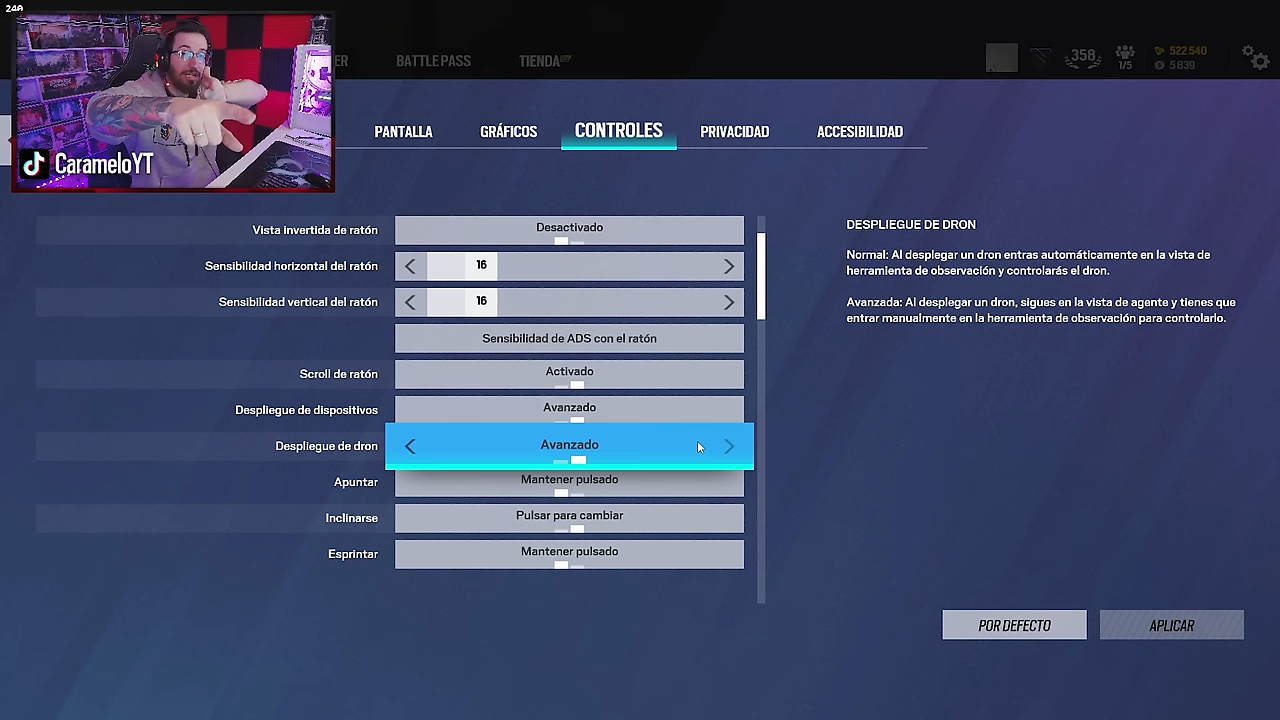 240
ER
BATTLE PASS
TIENDA
358
1/5
522 540
5 839
CarameloYT
PANTALLA
GRÁFICOS
CONTROLES
PRIVACIDAD
ACCESIBILIDAD
Vista invertida de ratón
Desactivado
Sensibilidad horizontal del ratón
16
Sensibilidad vertical del ratón
16
Sensibilidad de ADS con el ratón
Scroll de ratón
Activado
Despliegue de dispositivos
Avanzado
Despliegue de dron
Avanzado
Apuntar
Mantener pulsado
Inclinarse
Pulsar para cambiar
Esprintar
Mantener pulsado
DESPLIEGUE DE DRON
Normal: Al desplegar un dron entras automáticamente en la vista de
herramienta de observación y controlarás el dron.
Avanzada: Al desplegar un dron, sigues en la vista de agente y tienes que
entrar manualmente en la herramienta de observación para controlarlo.
POR DEFECTO
APLICAR